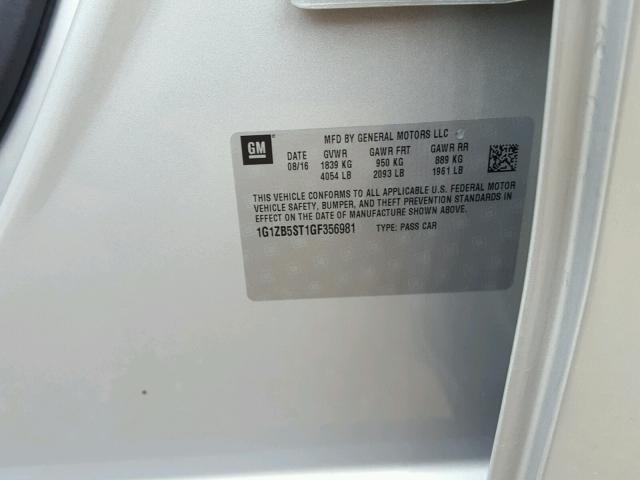 GM
MFD BY GENERAL MOTORS LLC
DATE GVWR GAWR FRT GAWR RR
08/16 1839 KG 950 KG 889 KG
4054 LB 2093 LB 1961 LB
THIS VEHICLE CONFORMS TO ALL APPLICABLE U.S. FEDERAL MOTOR
VEHICLE SAFETY, BUMPER, AND THEFT PREVENTION STANDARDS
IN EFFECT ON THE DATE OF MANUFACTURE SHOWN ABOVE.
1G1ZB5ST1GF356981 TYPE: PASS CAR